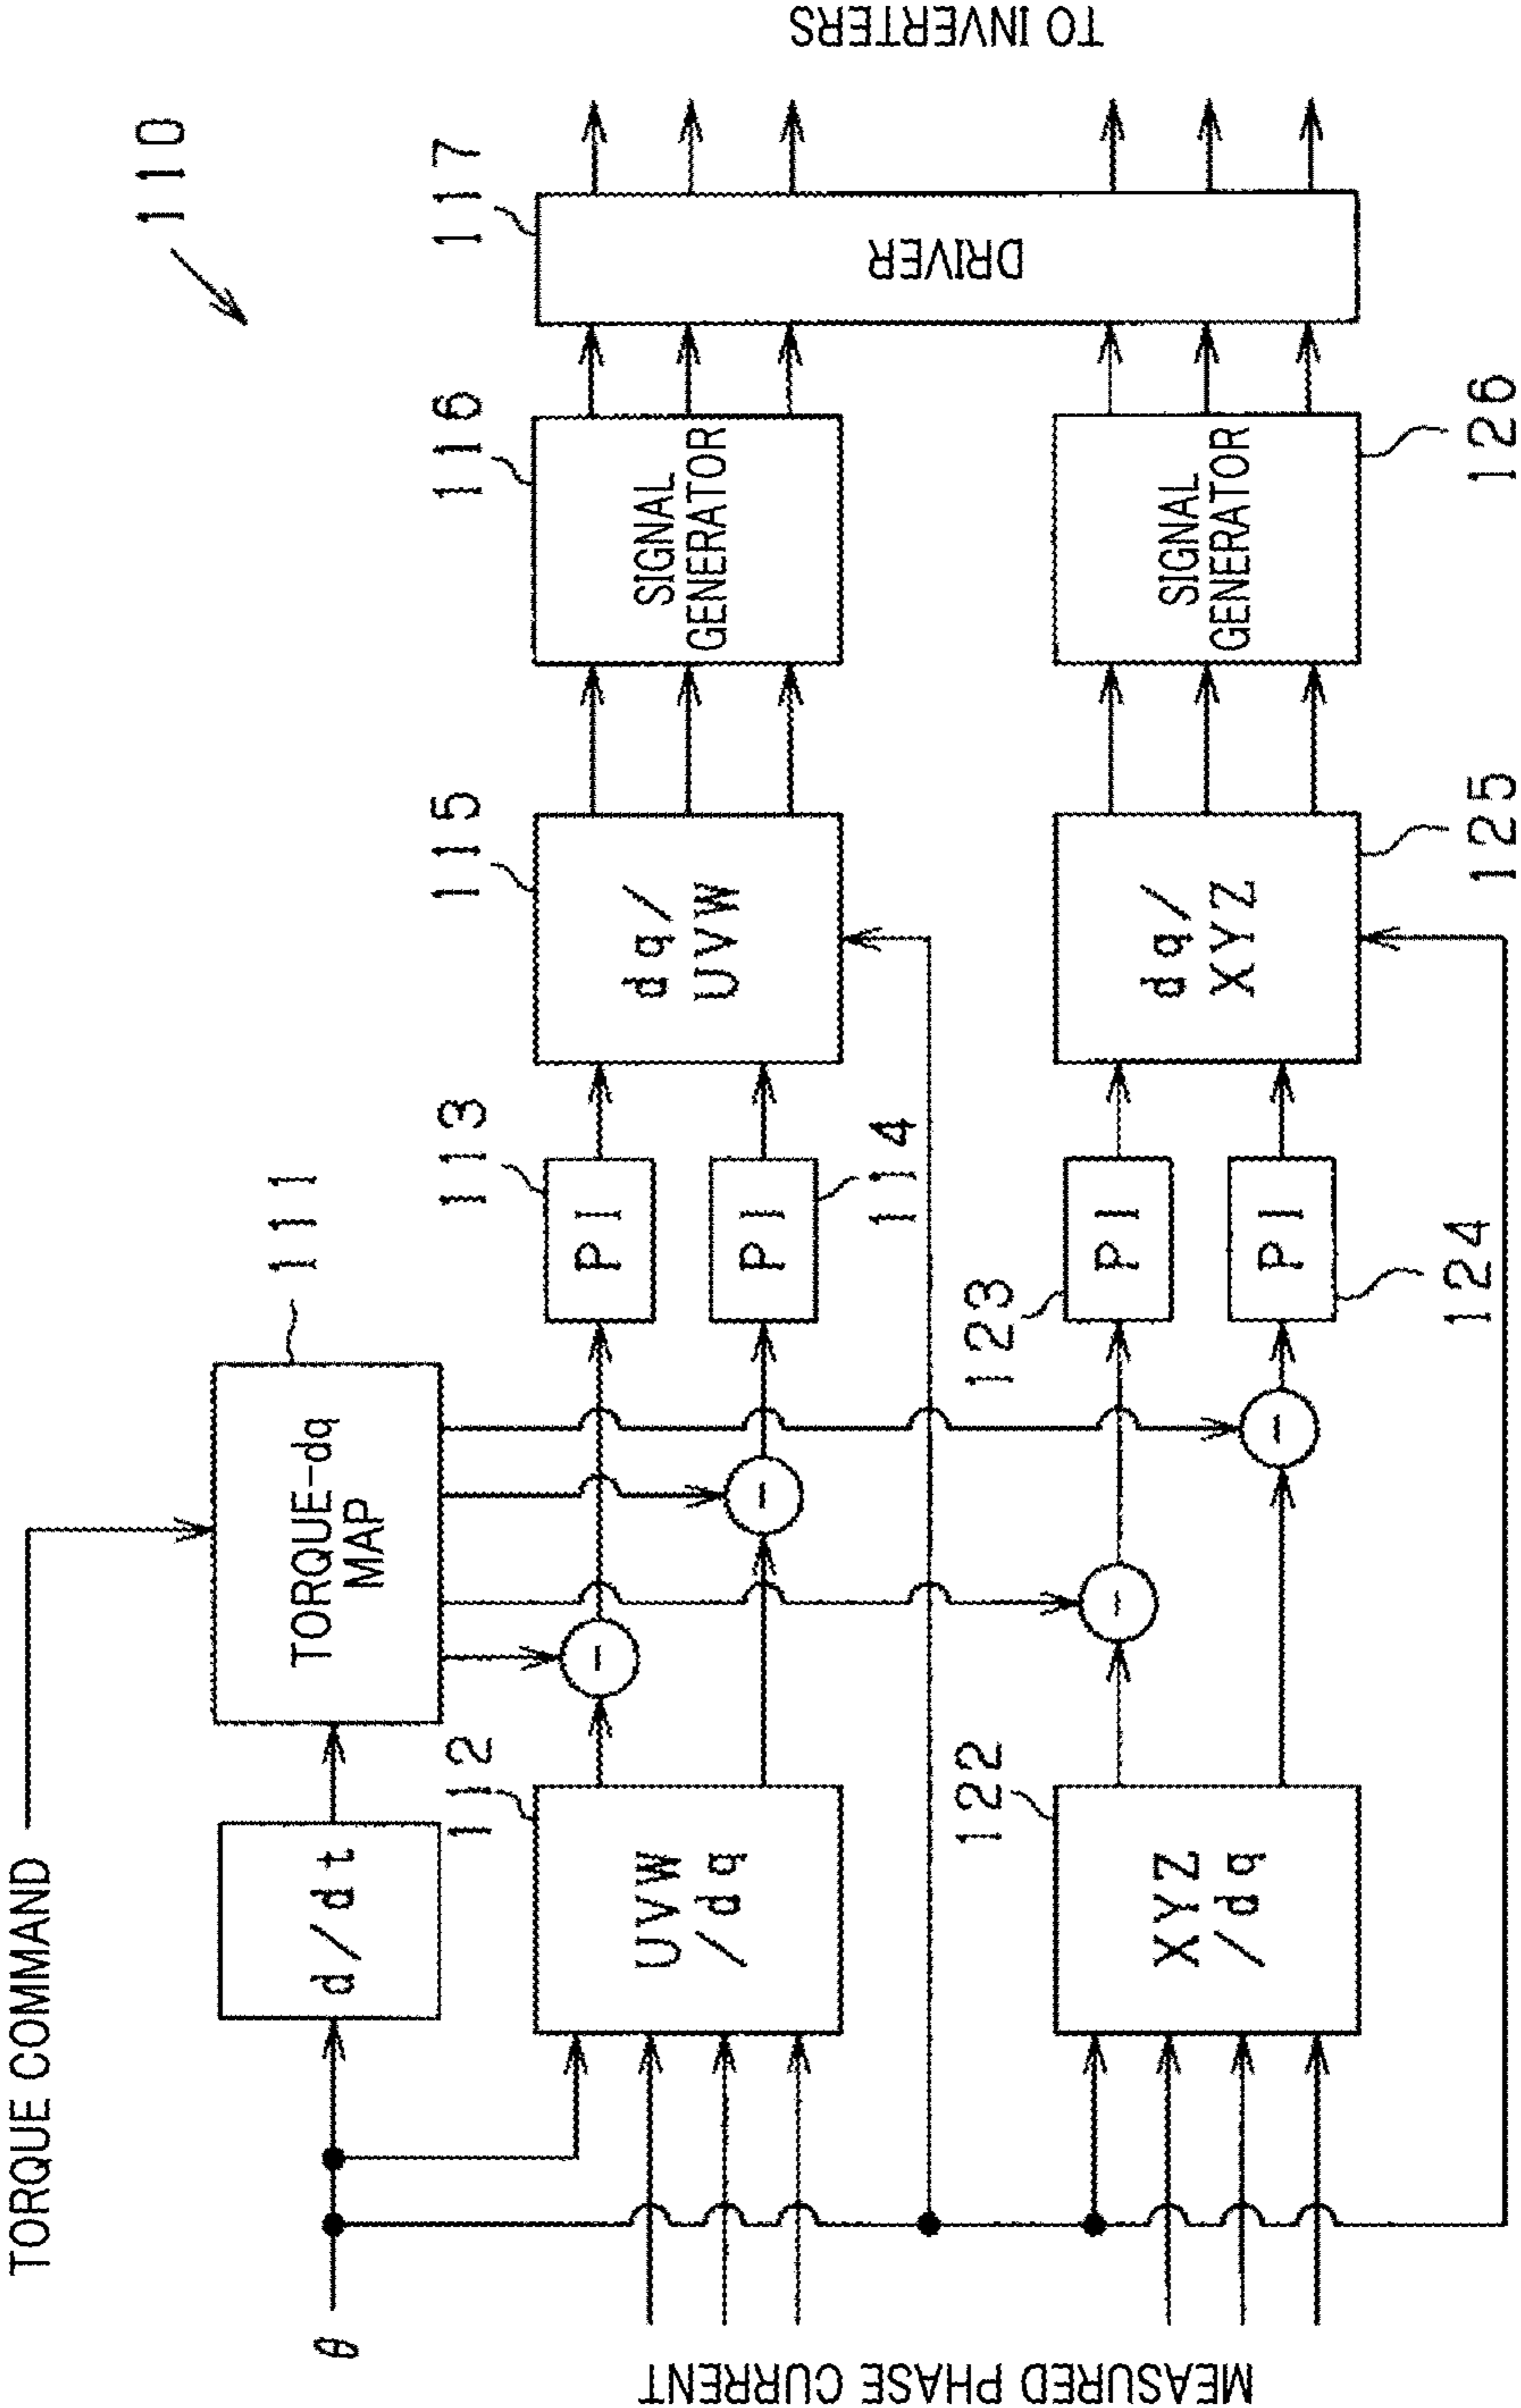 110
TORQUE COMMAND
θ
d/dt
TORQUE-dq
MAP
111
112
UVW
/dq
113
PI
PI
114
115
dq/
UVW
116
SIGNAL
GENERATOR
117
DRIVER
TO INVERTERS
MEASURED PHASE CURRENT
122
XYZ
/dq
123
PI
PI
124
dq/
XYZ
125
SIGNAL
GENERATOR
126